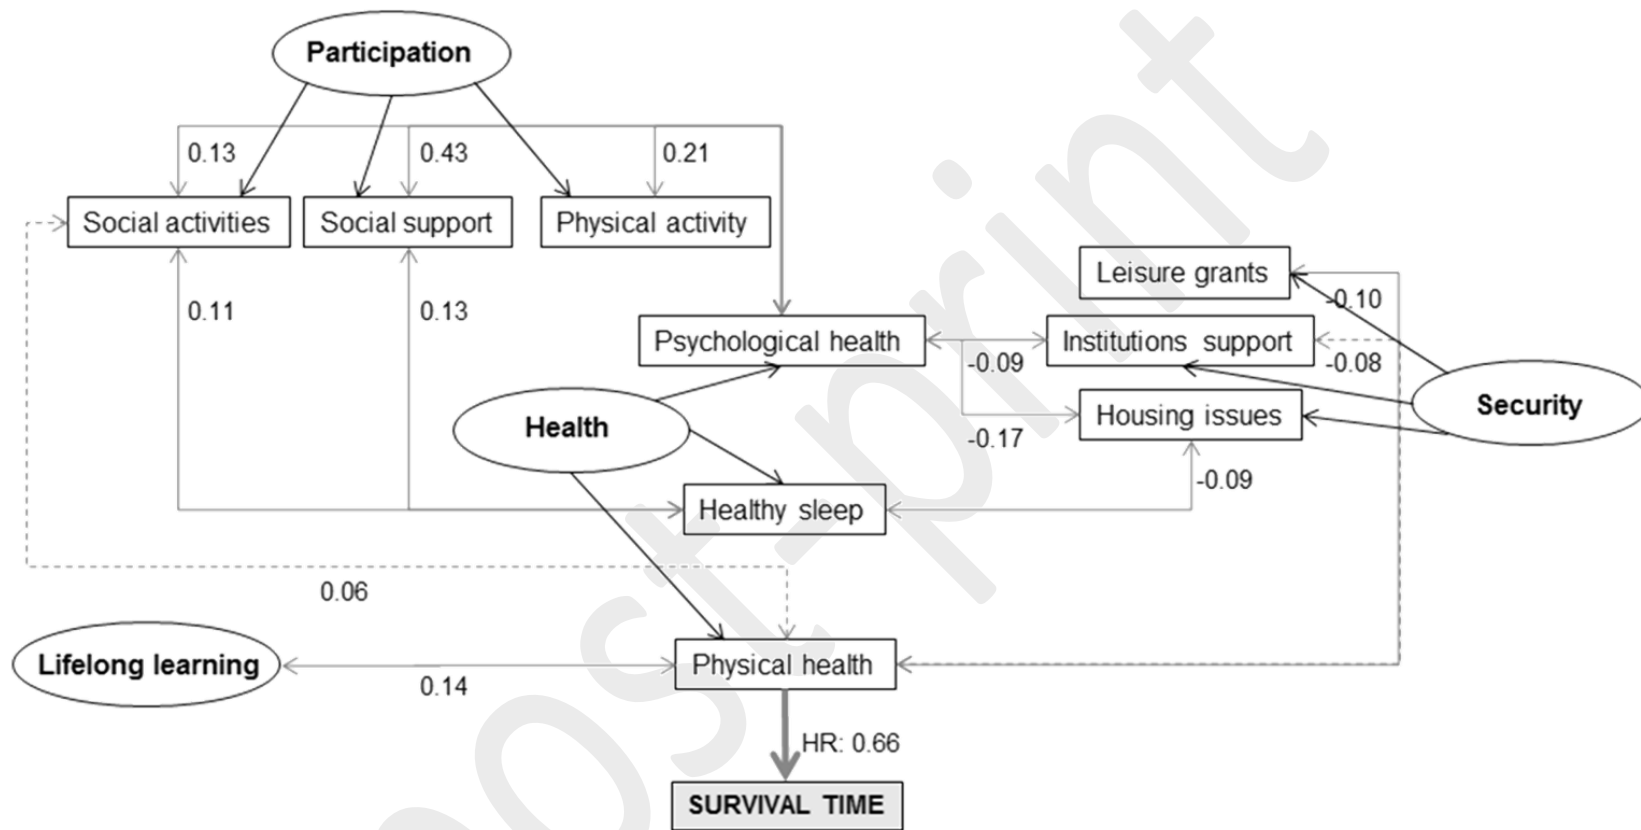 Participation
0.13
0.43
0.21
Social activities
Social support
Physical activity
Leisure grants
-0.10
0.11
0.13
Psychological health
-0.09
Institutions support
-0.08
Health
Housing issues
Security
-0.17
-0.09
Healthy sleep
0.06
Lifelong learning
0.14
Physical health
HR: 0.66
SURVIVAL TIME
post-print